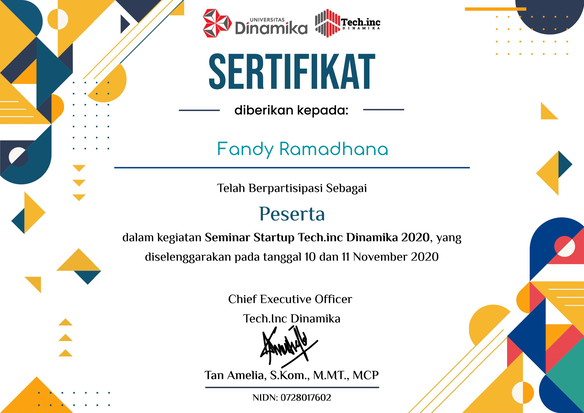 UNIVERSITAS
Dinamika
Tech.inc
DINAMIKA
SERTIFIKAT
diberikan kepada:
Fandy Ramadhana
Telah Berpartisipasi Sebagai
Peserta
dalam kegiatan Seminar Startup Tech.inc Dinamika 2020, yang
diselenggarakan pada tanggal 10 dan 11 November 2020
Chief Executive Officer
Tech.Inc Dinamika
Tan Amelia, S.Kom., M.MT., MCP
NIDN: 0728017602